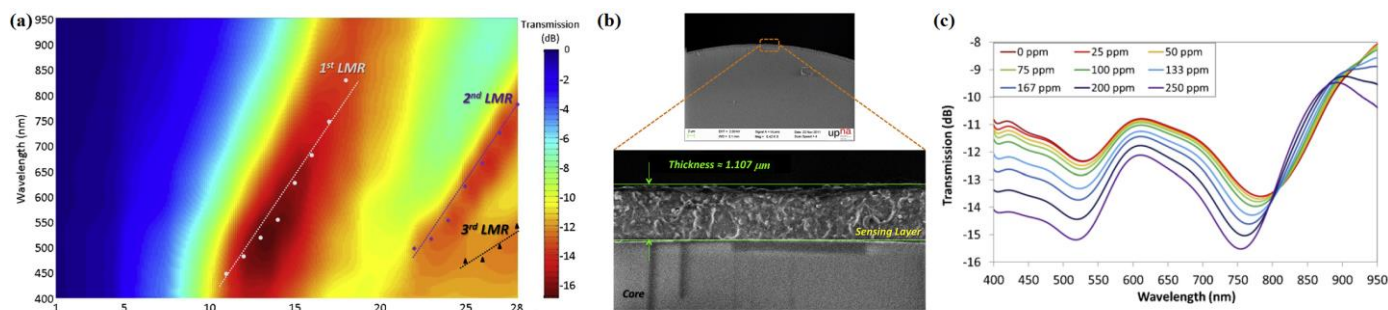 (a)
Transmission
(dB)
950
900
850
800
750
700
650
600
550
500
450
400
Wavelength (nm)
1st LMR
2nd LMR
3rd LMR
0
-2
-4
-6
-8
-10
-12
-14
-16
1 5 10 15 20 25 28
(b)
upna
Thickness ≈ 1.107 μm
Sensing Layer
Core
(c)
-8
-9
-10
-11
-12
-13
-14
-15
-16
Transmission (dB)
0 ppm 25 ppm 50 ppm
75 ppm 100 ppm 133 ppm
167 ppm 200 ppm 250 ppm
400 450 500 550 600 650 700 750 800 850 900 950
Wavelength (nm)